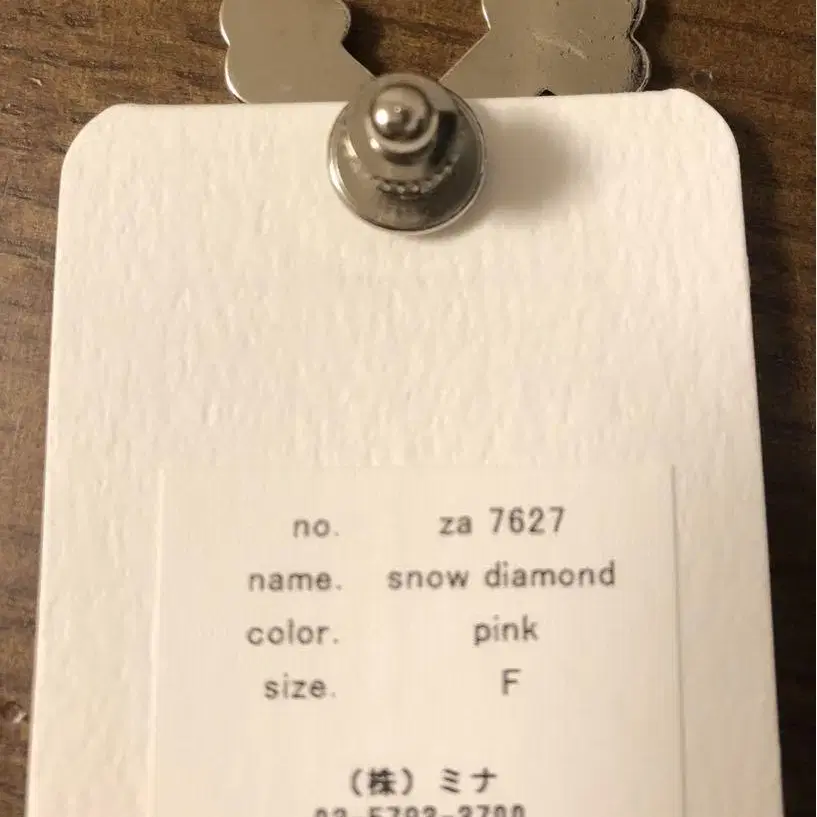 no. za 7627
name. snow diamond
color. pink
size. F
(株) ミナ